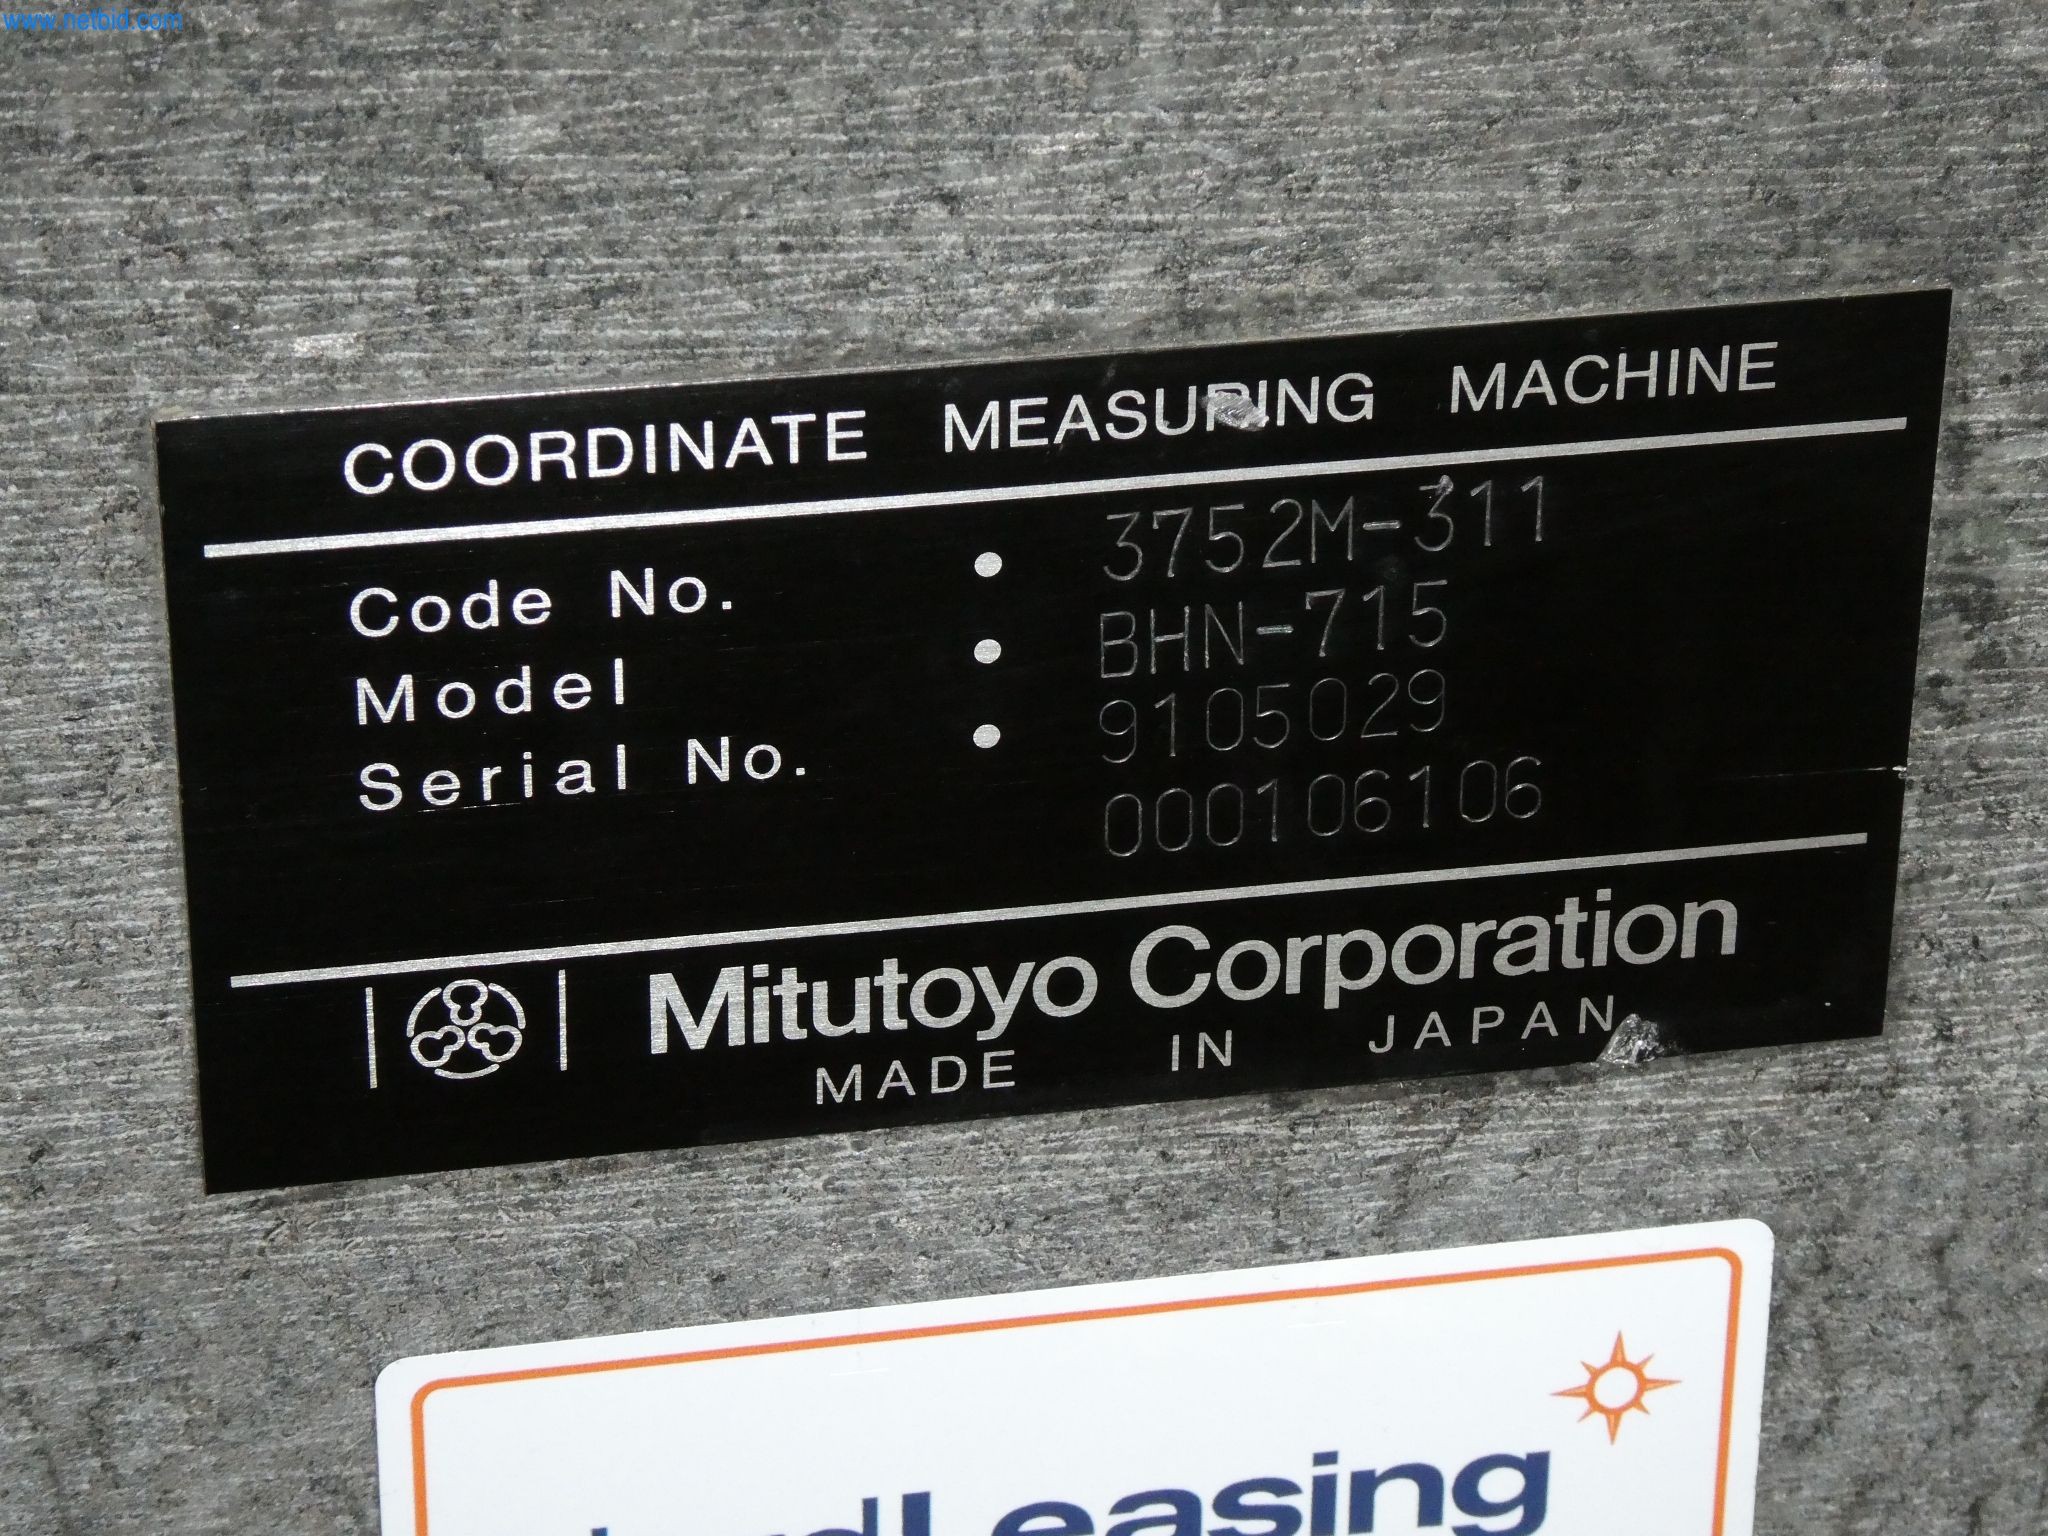 www.netbid.com
COORDINATE MEASURING MACHINE
Code No. • 3752M-311
Model • BHN-715
Serial No. • 9105029
000106106
Mitutoyo Corporation
MADE IN JAPAN